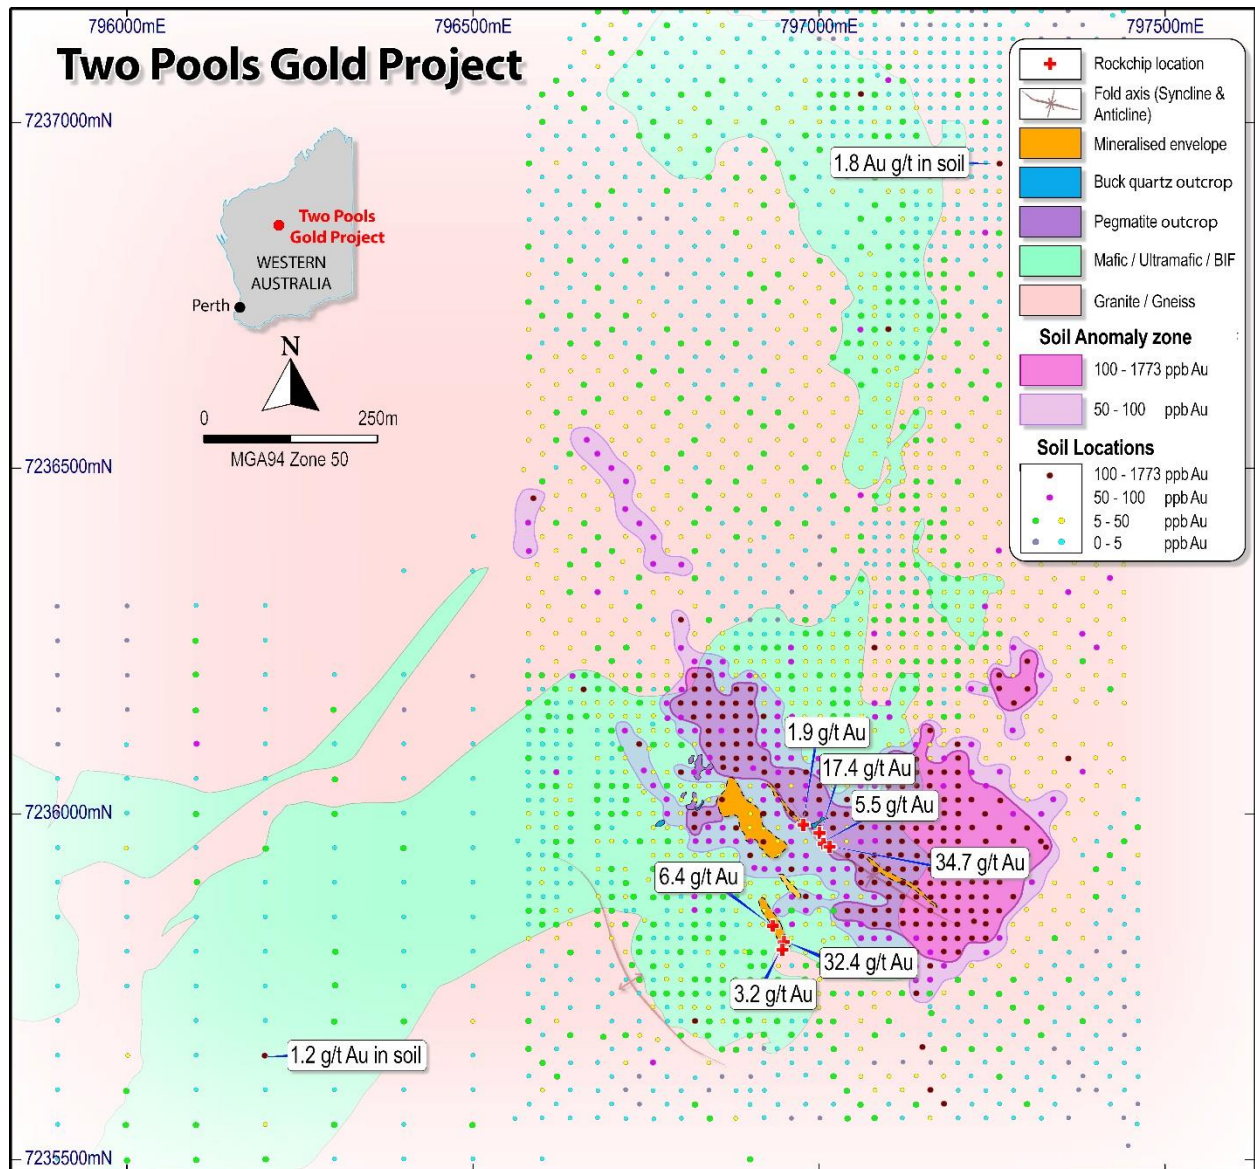 796000mE
796500mE
797000mE
797500mE
Two Pools Gold Project
7237000mN
7236500mN
7236000mN
7235500mN
Two Pools
Gold Project
WESTERN
AUSTRALIA
Perth
N
0
250m
MGA94 Zone 50
Rockchip location
Fold axis (Syncline &
Anticline)
Mineralised envelope
Buck quartz outcrop
Pegmatite outcrop
Mafic / Ultramafic / BIF
Granite / Gneiss
Soil Anomaly zone
100 - 1773 ppb Au
50 - 100 ppb Au
Soil Locations
100 - 1773 ppb Au
50 - 100 ppb Au
5 - 50 ppb Au
0 - 5 ppb Au
1.8 Au g/t in soil
1.9 g/t Au
17.4 g/t Au
5.5 g/t Au
34.7 g/t Au
6.4 g/t Au
32.4 g/t Au
3.2 g/t Au
1.2 g/t Au in soil